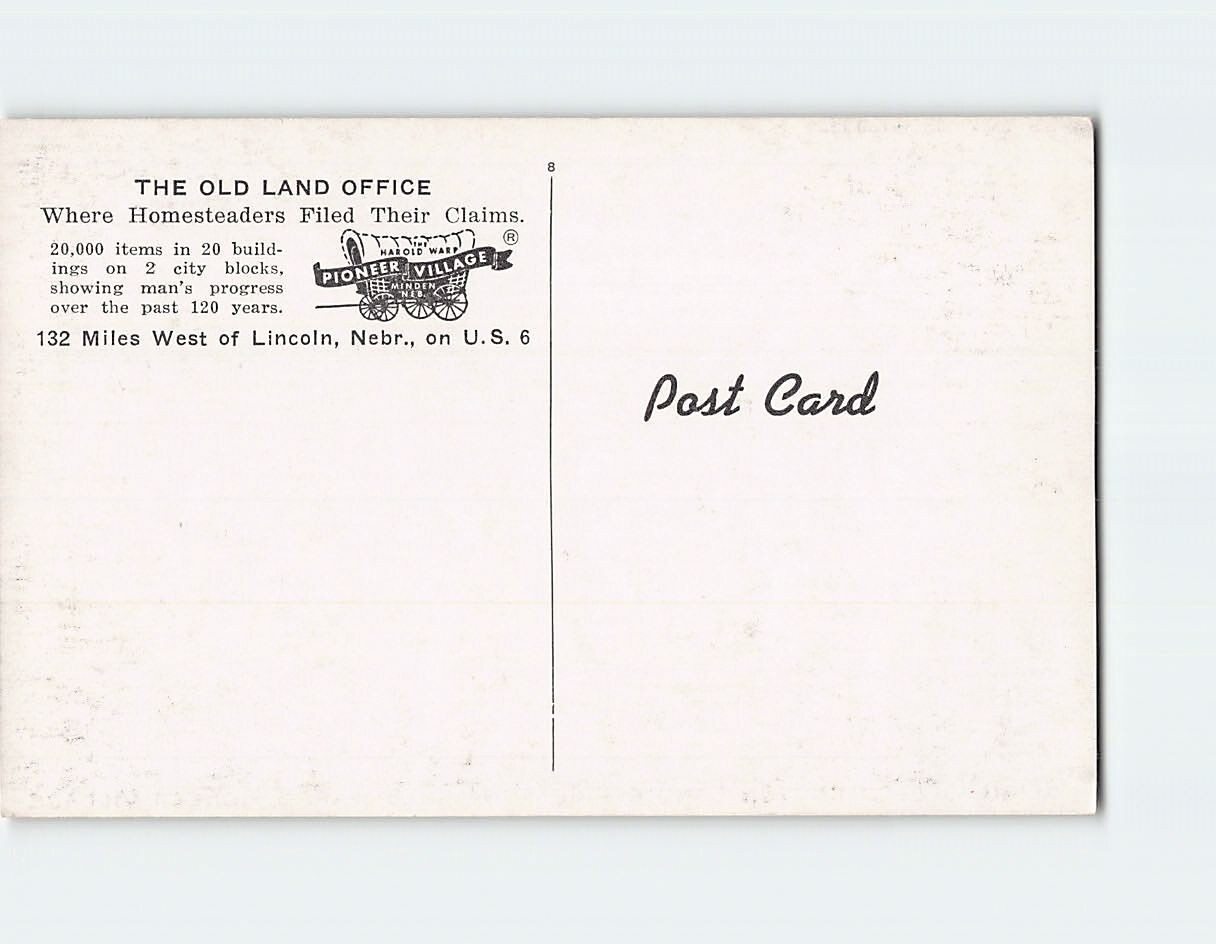 THE OLD LAND OFFICE
Where Homesteaders Filed Their Claims.
20,000 items in 20 build-
ings on 2 city blocks,
showing man's progress
over the past 120 years.
THE
HAROLD WARP
PIONEER VILLAGE
MINDEN
NEB.
®
132 Miles West of Lincoln, Nebr., on U.S. 6
8
Post Card